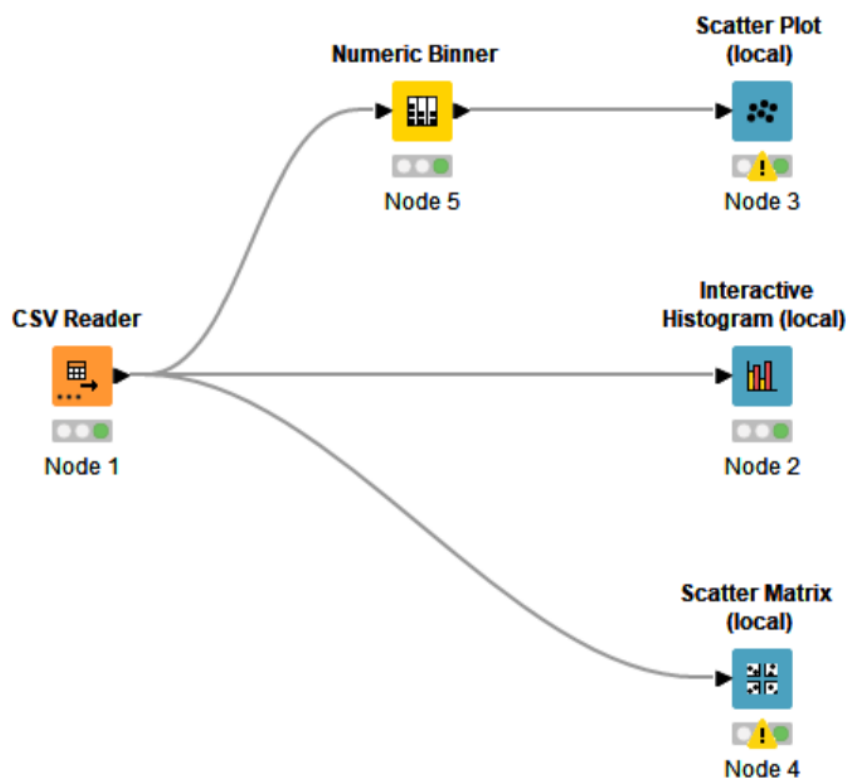 Scatter Plot
(local)
Numeric Binner
Node 5
Node 3
Interactive
Histogram (local)
CSV Reader
Node 1
Node 2
Scatter Matrix
(local)
Node 4